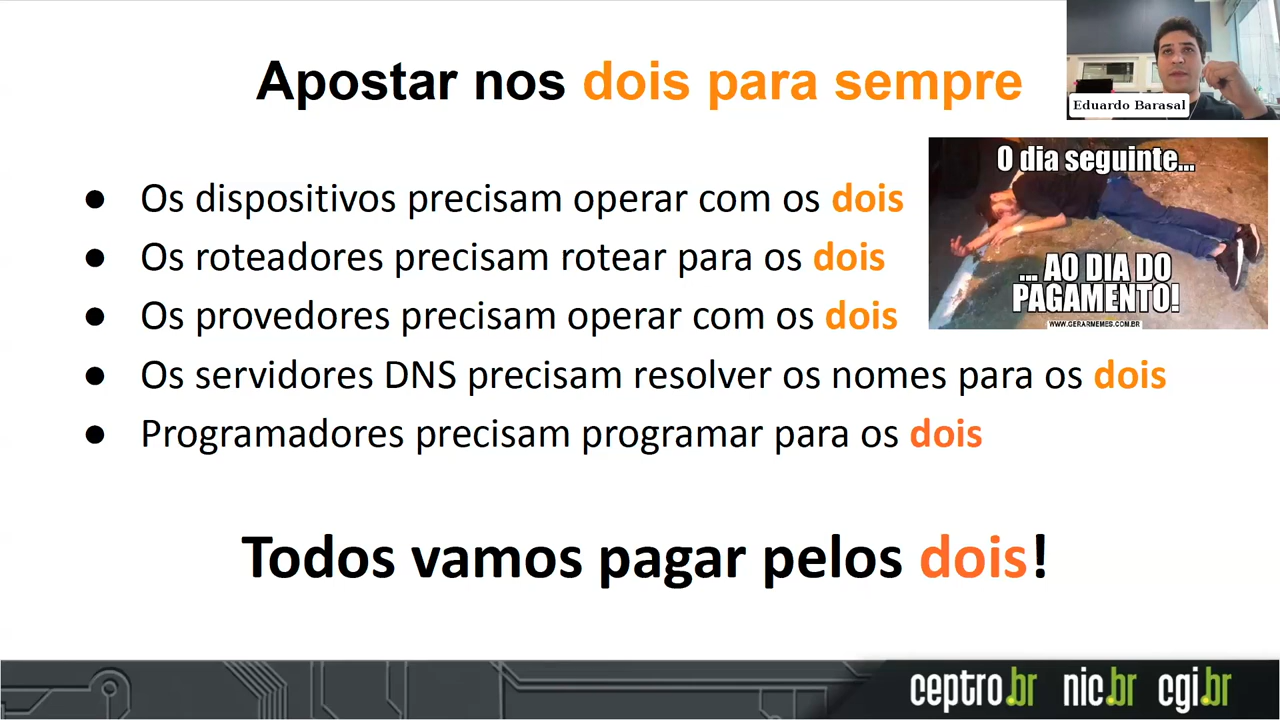 Apostar nos dois para sempre
Eduardo Barasal
O dia seguinte...
... AO DIA DO
PAGAMENTO!
WWW.GERARMEMES.COM.BR
● Os dispositivos precisam operar com os dois
● Os roteadores precisam rotear para os dois
● Os provedores precisam operar com os dois
● Os servidores DNS precisam resolver os nomes para os dois
● Programadores precisam programar para os dois
Todos vamos pagar pelos dois!
ceptro.br nic.br cgi.br